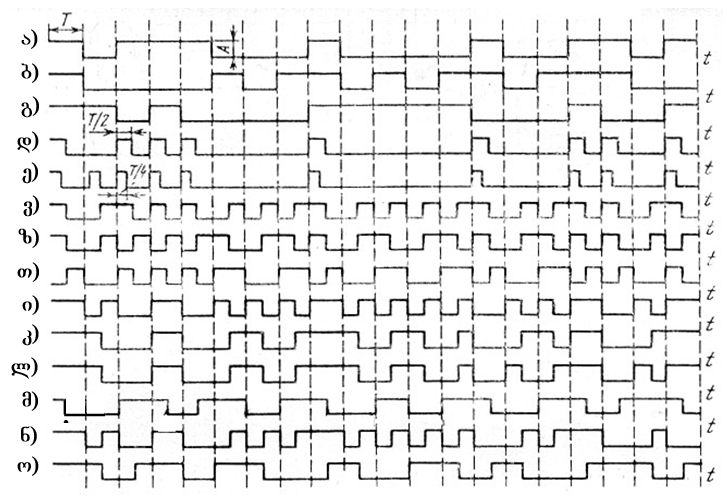 T
ა) A t
ბ) t
გ) t
T/2
დ) t
ე) T/4 t
ვ) t
ზ) t
თ) t
ი) t
კ) t
ლ) t
მ) t
ნ) t
ო) t